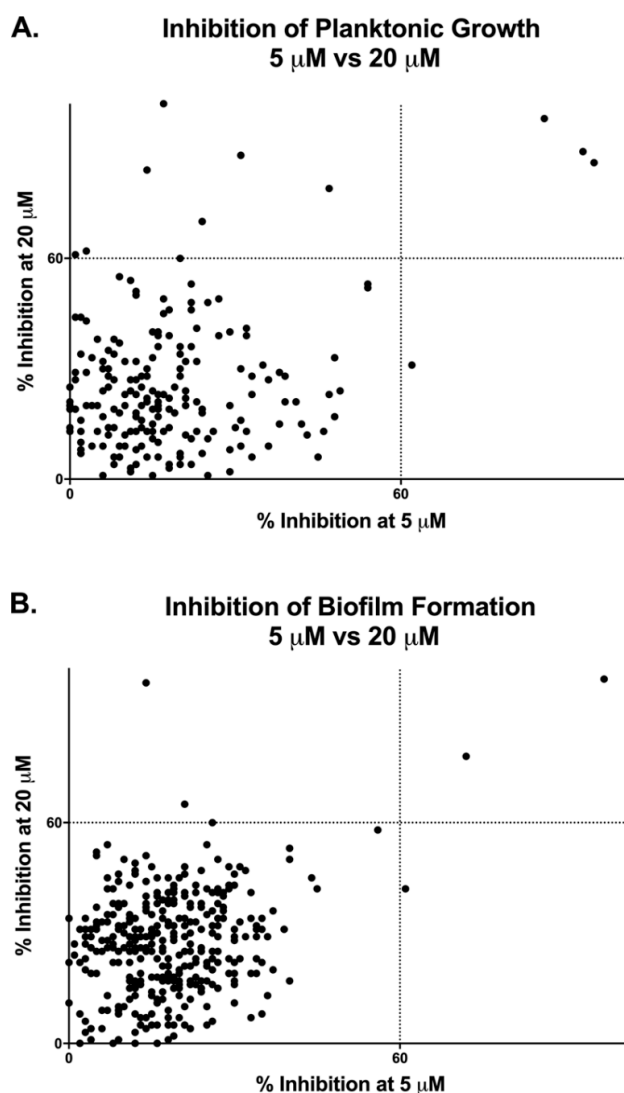 A.
Inhibition of Planktonic Growth
5 μM vs 20 μM
% Inhibition at 20 μM
60
0
0
60
% Inhibition at 5 μM
B.
Inhibition of Biofilm Formation
5 μM vs 20 μM
% Inhibition at 20 μM
60
0
0
60
% Inhibition at 5 μM